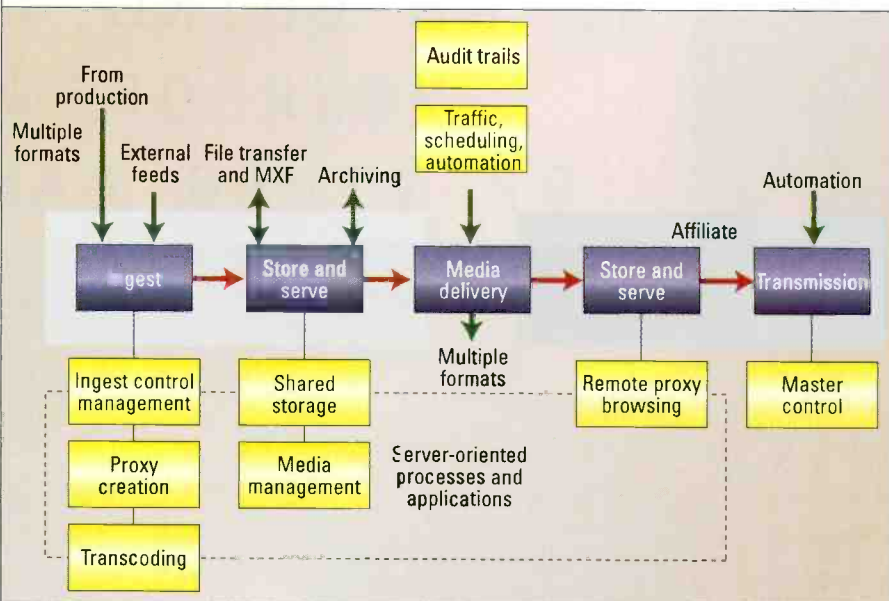 Audit trails
From
production
Traffic,
scheduling,
automation
Multiple
formats
External
feeds
File transfer
and MXF
Archiving
Automation
Affiliate
Ingest
Store and
serve
Media
delivery
Store and
serve
Transmission
Multiple
formats
Ingest control
management
Shared
storage
Remote proxy
browsing
Master
control
Proxy
creation
Media
management
Server-oriented
processes and
applications
Transcoding